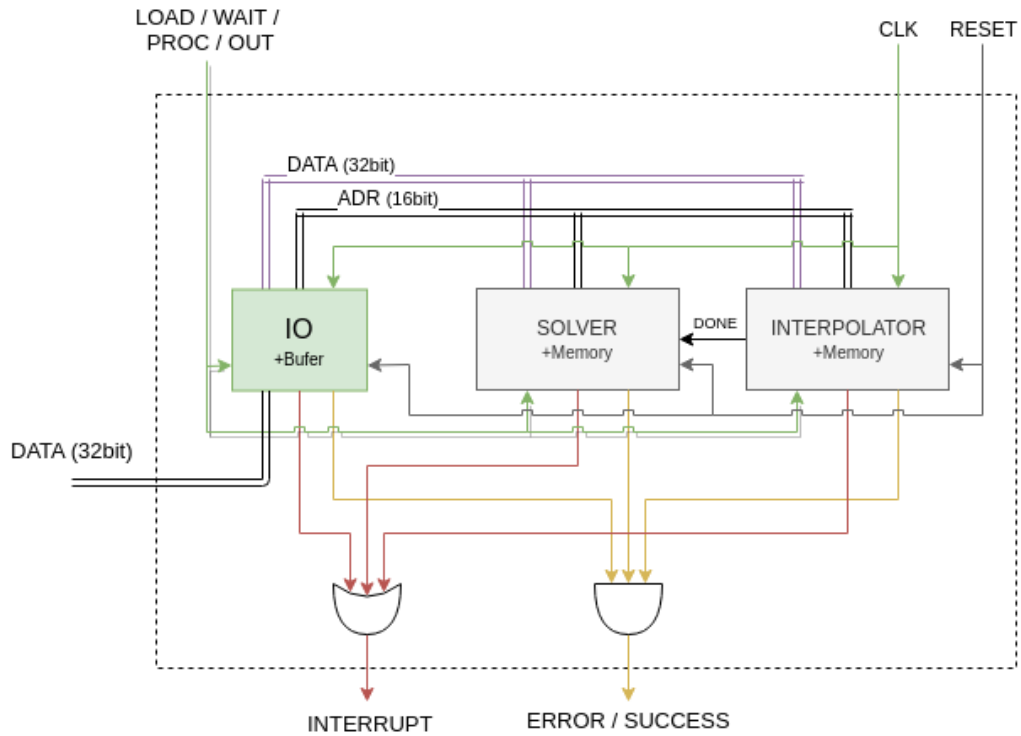 LOAD / WAIT /
PROC / OUT
CLK
RESET
DATA (32bit)
ADR (16bit)
IO
+Bufer
SOLVER
+Memory
DONE
INTERPOLATOR
+Memory
DATA (32bit)
INTERRUPT
ERROR / SUCCESS